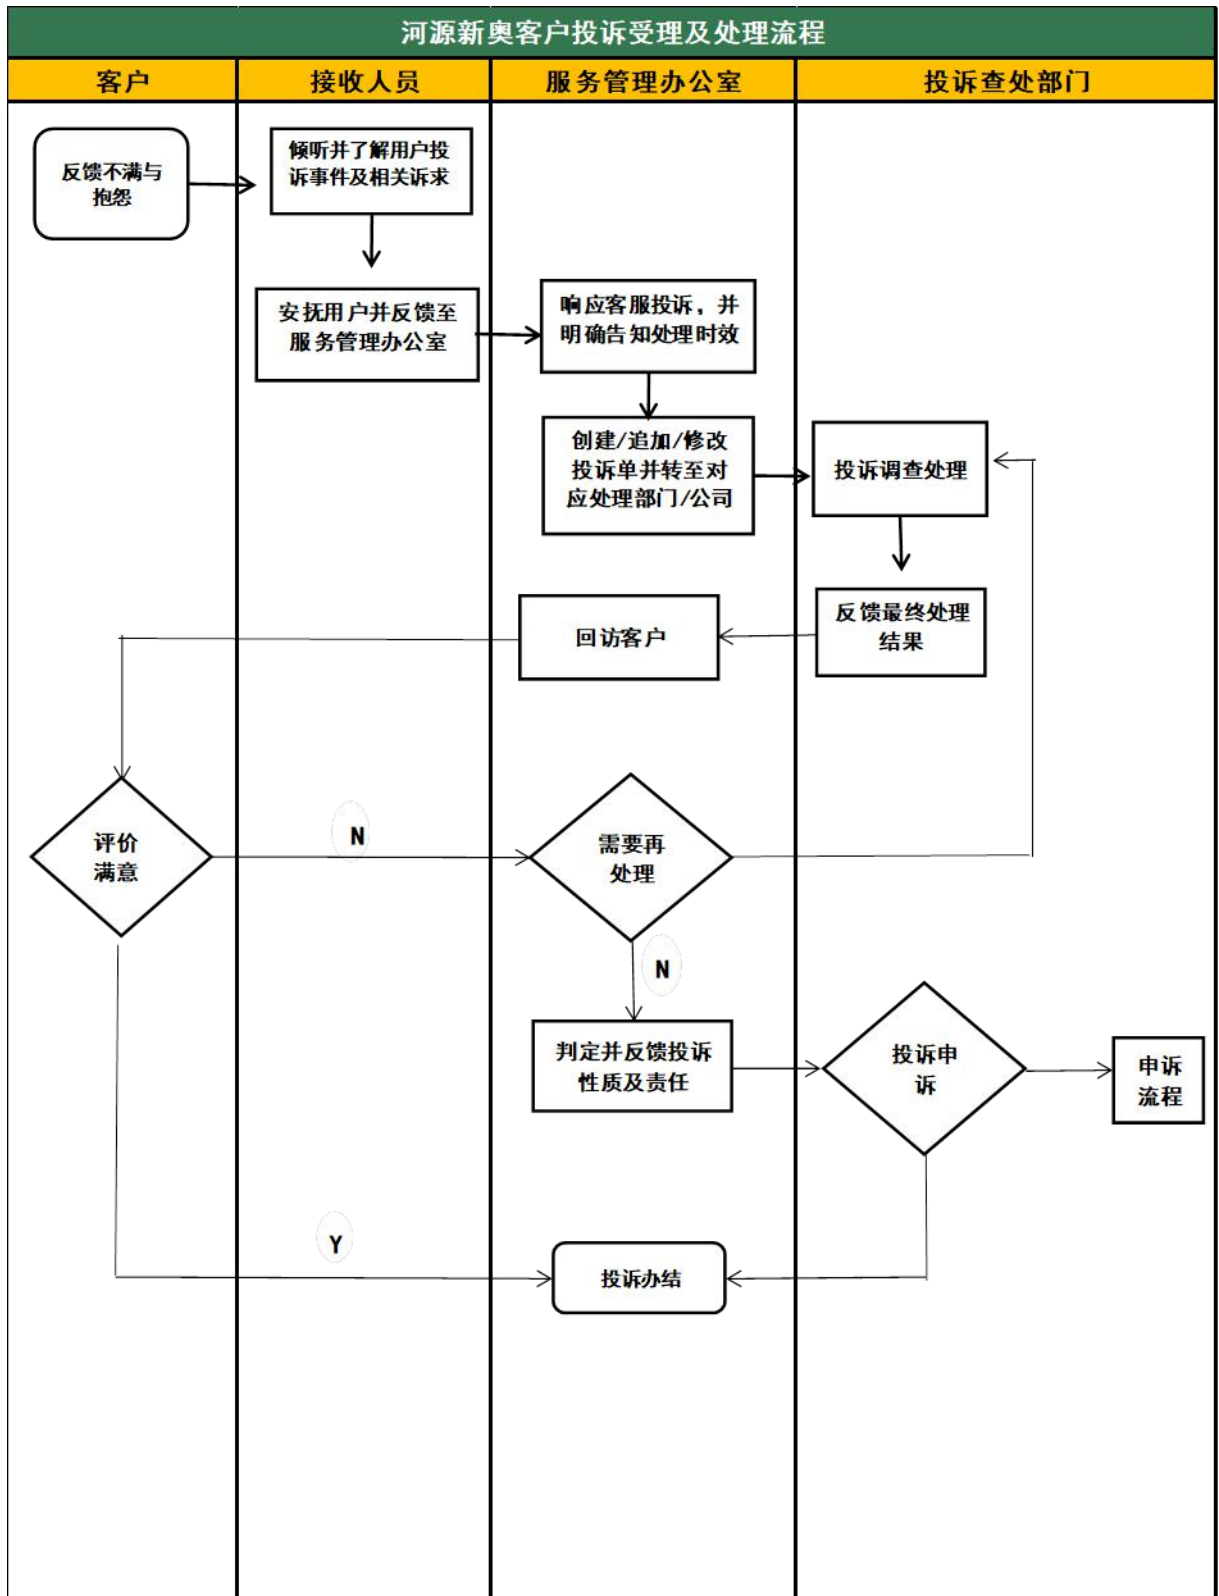 河源新奥客户投诉受理及处理流程
客户
接收人员
服务管理办公室
投诉查处部门
反馈不满与
抱怨
倾听并了解用户投
诉事件及相关诉求
安抚用户并反馈至
服务管理办公室
响应客服投诉，并
明确告知处理时效
创建/追加/修改
投诉单并转至对
应处理部门/公司
投诉调查处理
反馈最终处理
结果
回访客户
评价
满意
N
需要再
处理
N
判定并反馈投诉
性质及责任
投诉申
诉
申诉
流程
Y
投诉办结